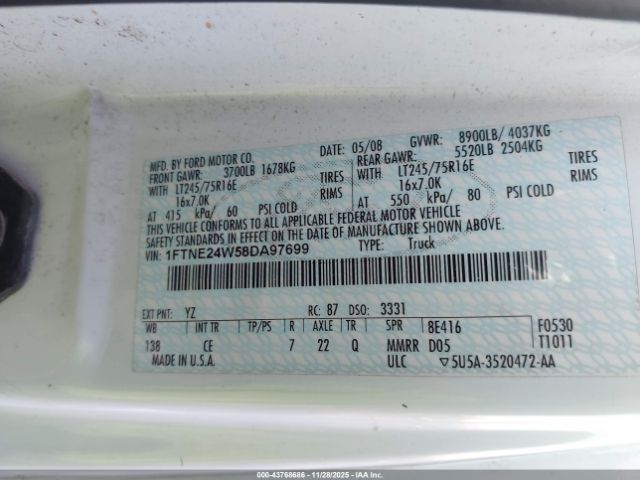 MFD. BY FORD MOTOR CO.
DATE: 05/08 GVWR: 8900LB/ 4037KG
FRONT GAWR: 3700LB 1678KG REAR GAWR: 5520LB 2504KG
WITH LT245/75R16E TIRES WITH LT245/75R16E TIRES
16x7.0K RIMS 16x7.0K RIMS
AT 415 kPa/ 60 PSI COLD AT 550 kPa/ 80 PSI COLD
THIS VEHICLE CONFORMS TO ALL APPLICABLE FEDERAL MOTOR VEHICLE
SAFETY STANDARDS IN EFFECT ON THE DATE OF MANUFACTURE SHOWN ABOVE.
VIN: 1FTNE24W58DA97699 TYPE: Truck
EXT PNT: YZ RC: 87 DSO: 3331
WB INT TR TP/PS R AXLE TR SPR 8E416 F0530
138 CE 7 22 Q MMRR D05 T1011
MADE IN U.S.A. ULC ▽5U5A-3520472-AA
000-43768686 - 11/28/2025 - IAA Inc.